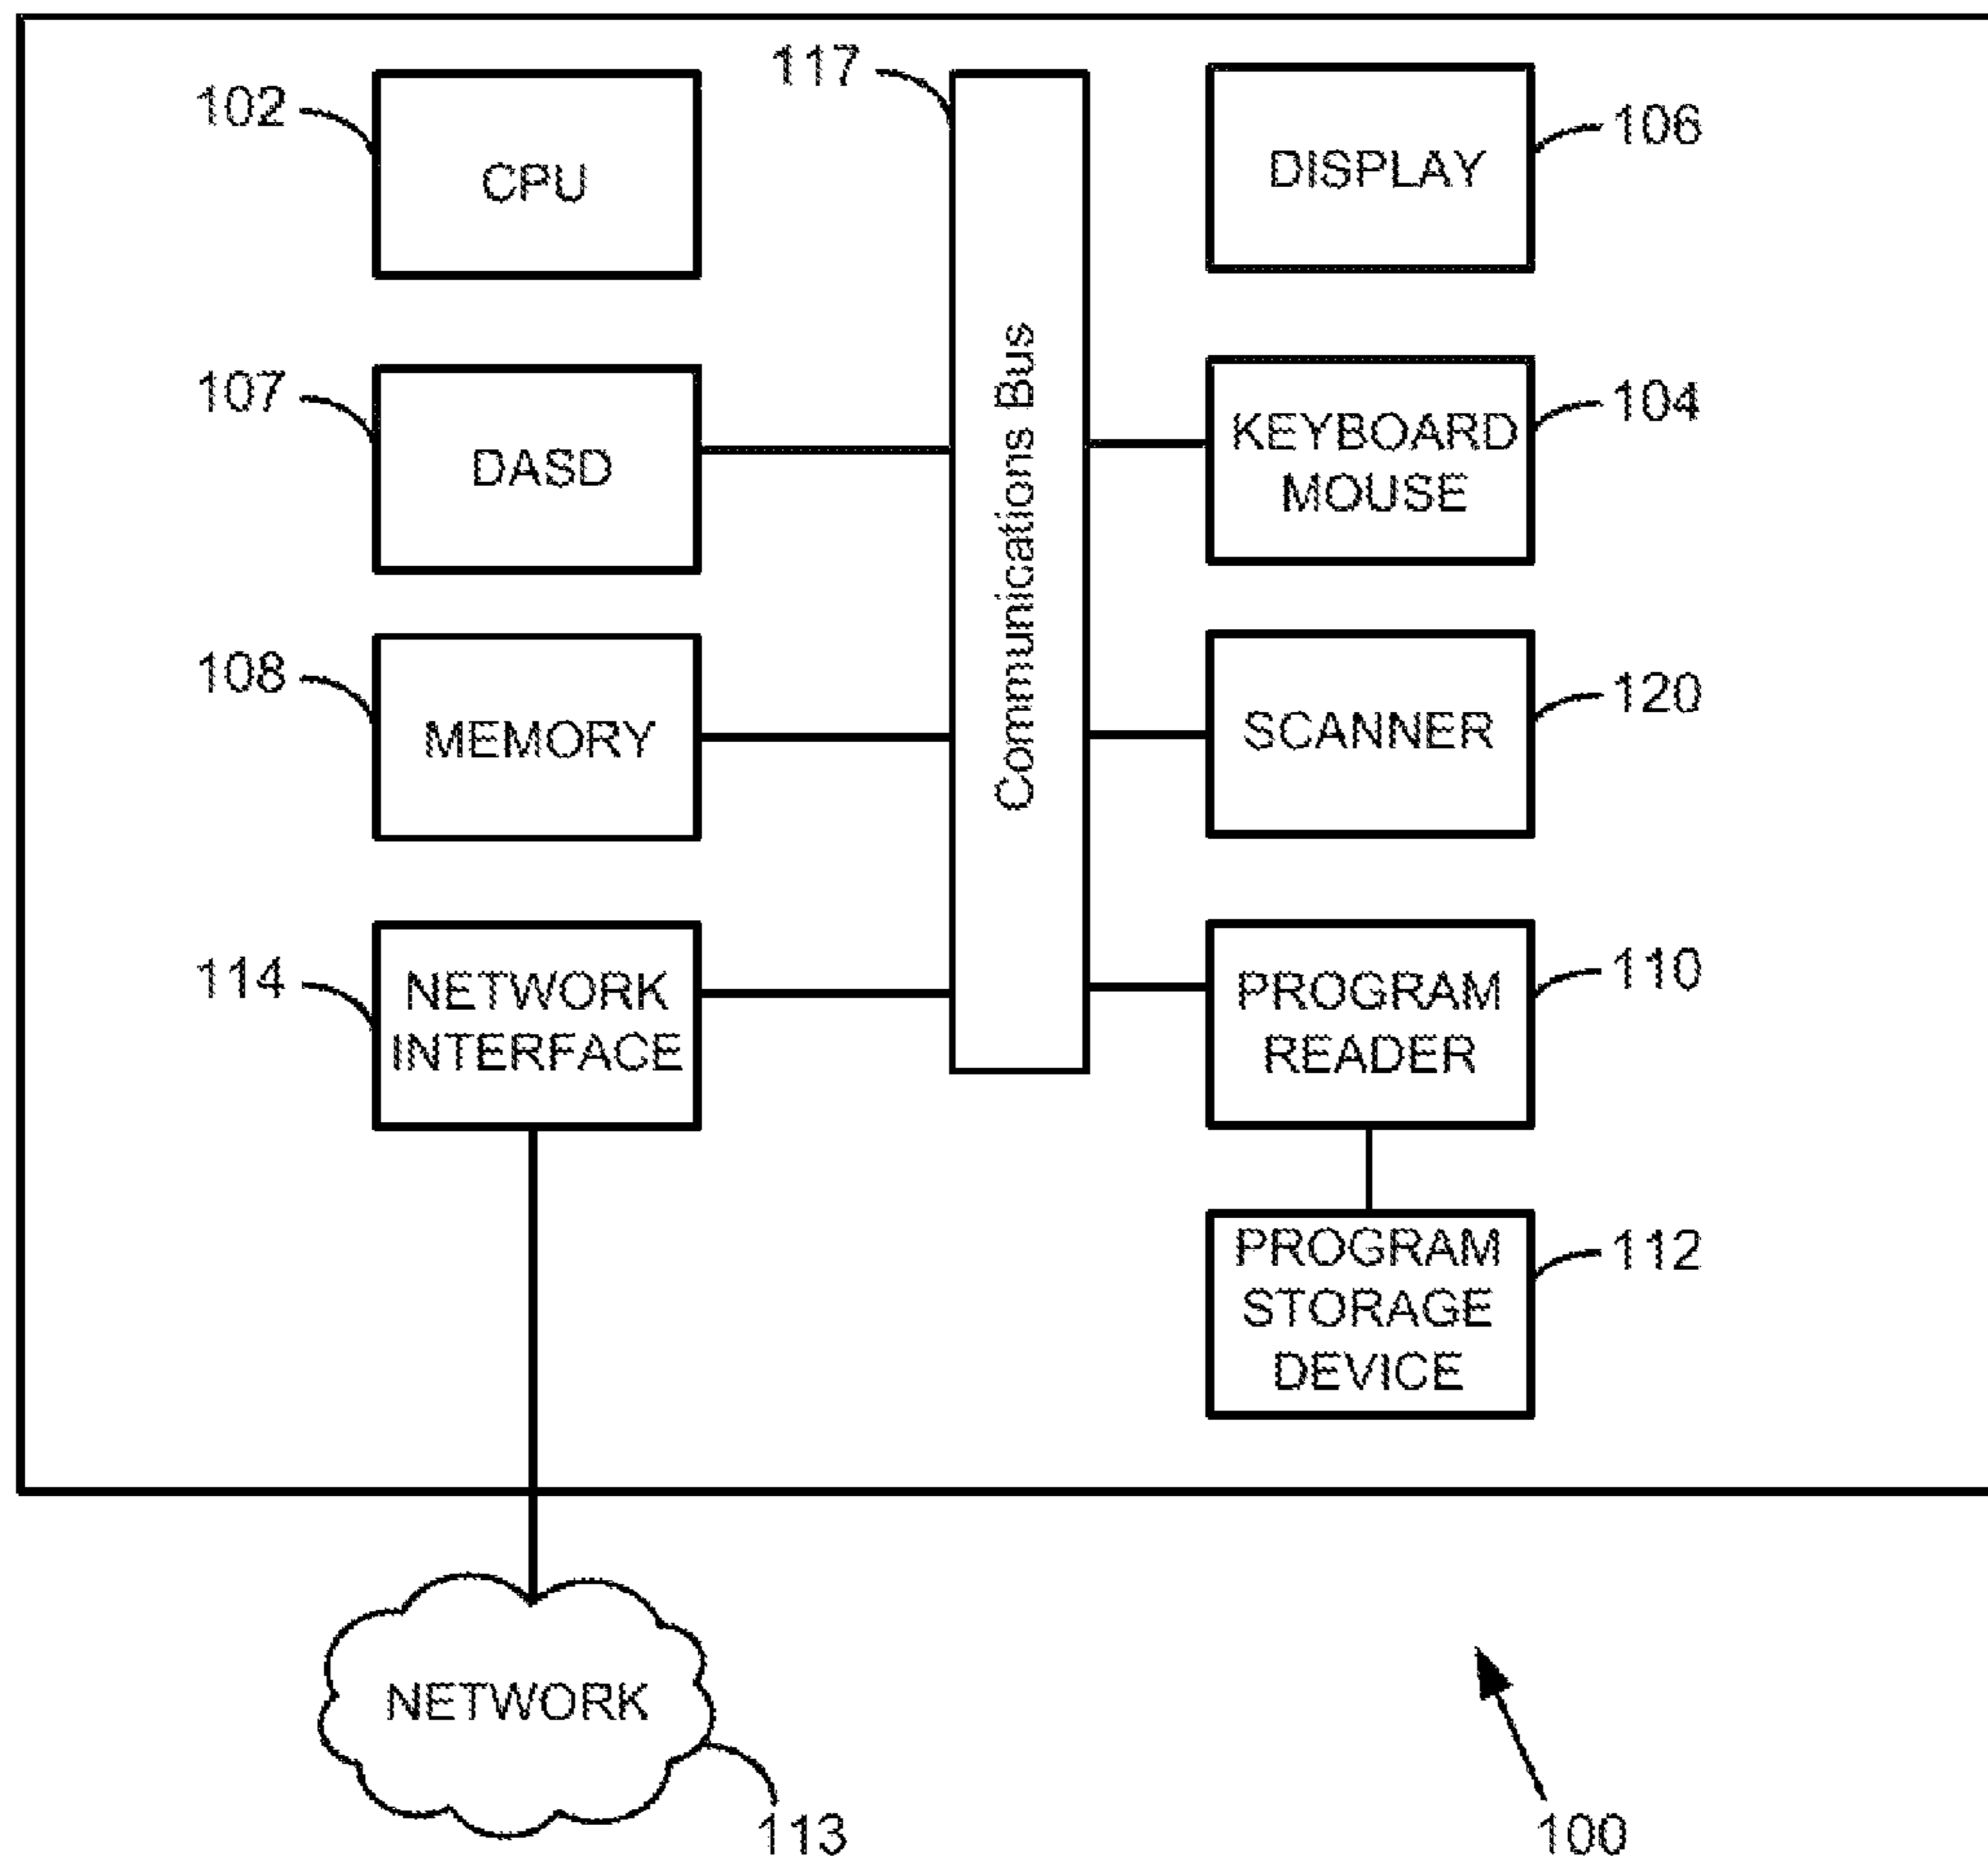 117
102
CPU
DISPLAY
106
107
DASD
Communications Bus
KEYBOARD
MOUSE
104
108
MEMORY
SCANNER
120
114
NETWORK
INTERFACE
PROGRAM
READER
110
PROGRAM
STORAGE
DEVICE
112
NETWORK
113
100